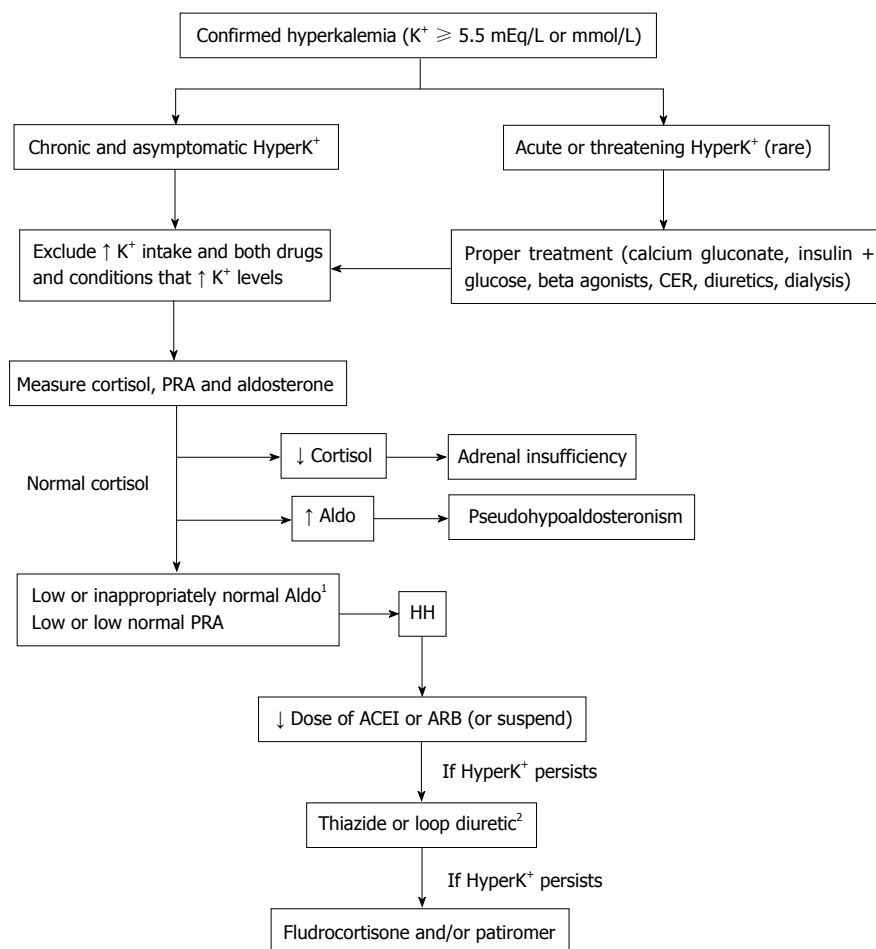 Confirmed hyperkalemia (K⁺ ⩾ 5.5 mEq/L or mmol/L)
Chronic and asymptomatic HyperK⁺
Acute or threatening HyperK⁺ (rare)
Exclude ↑ K⁺ intake and both drugs
and conditions that ↑ K⁺ levels
Proper treatment (calcium gluconate, insulin +
glucose, beta agonists, CER, diuretics, dialysis)
Measure cortisol, PRA and aldosterone
↓ Cortisol
Adrenal insufficiency
Normal cortisol
↑ Aldo
Pseudohypoaldosteronism
Low or inappropriately normal Aldo¹
Low or low normal PRA
HH
↓ Dose of ACEI or ARB (or suspend)
If HyperK⁺ persists
Thiazide or loop diuretic²
If HyperK⁺ persists
Fludrocortisone and/or patiromer